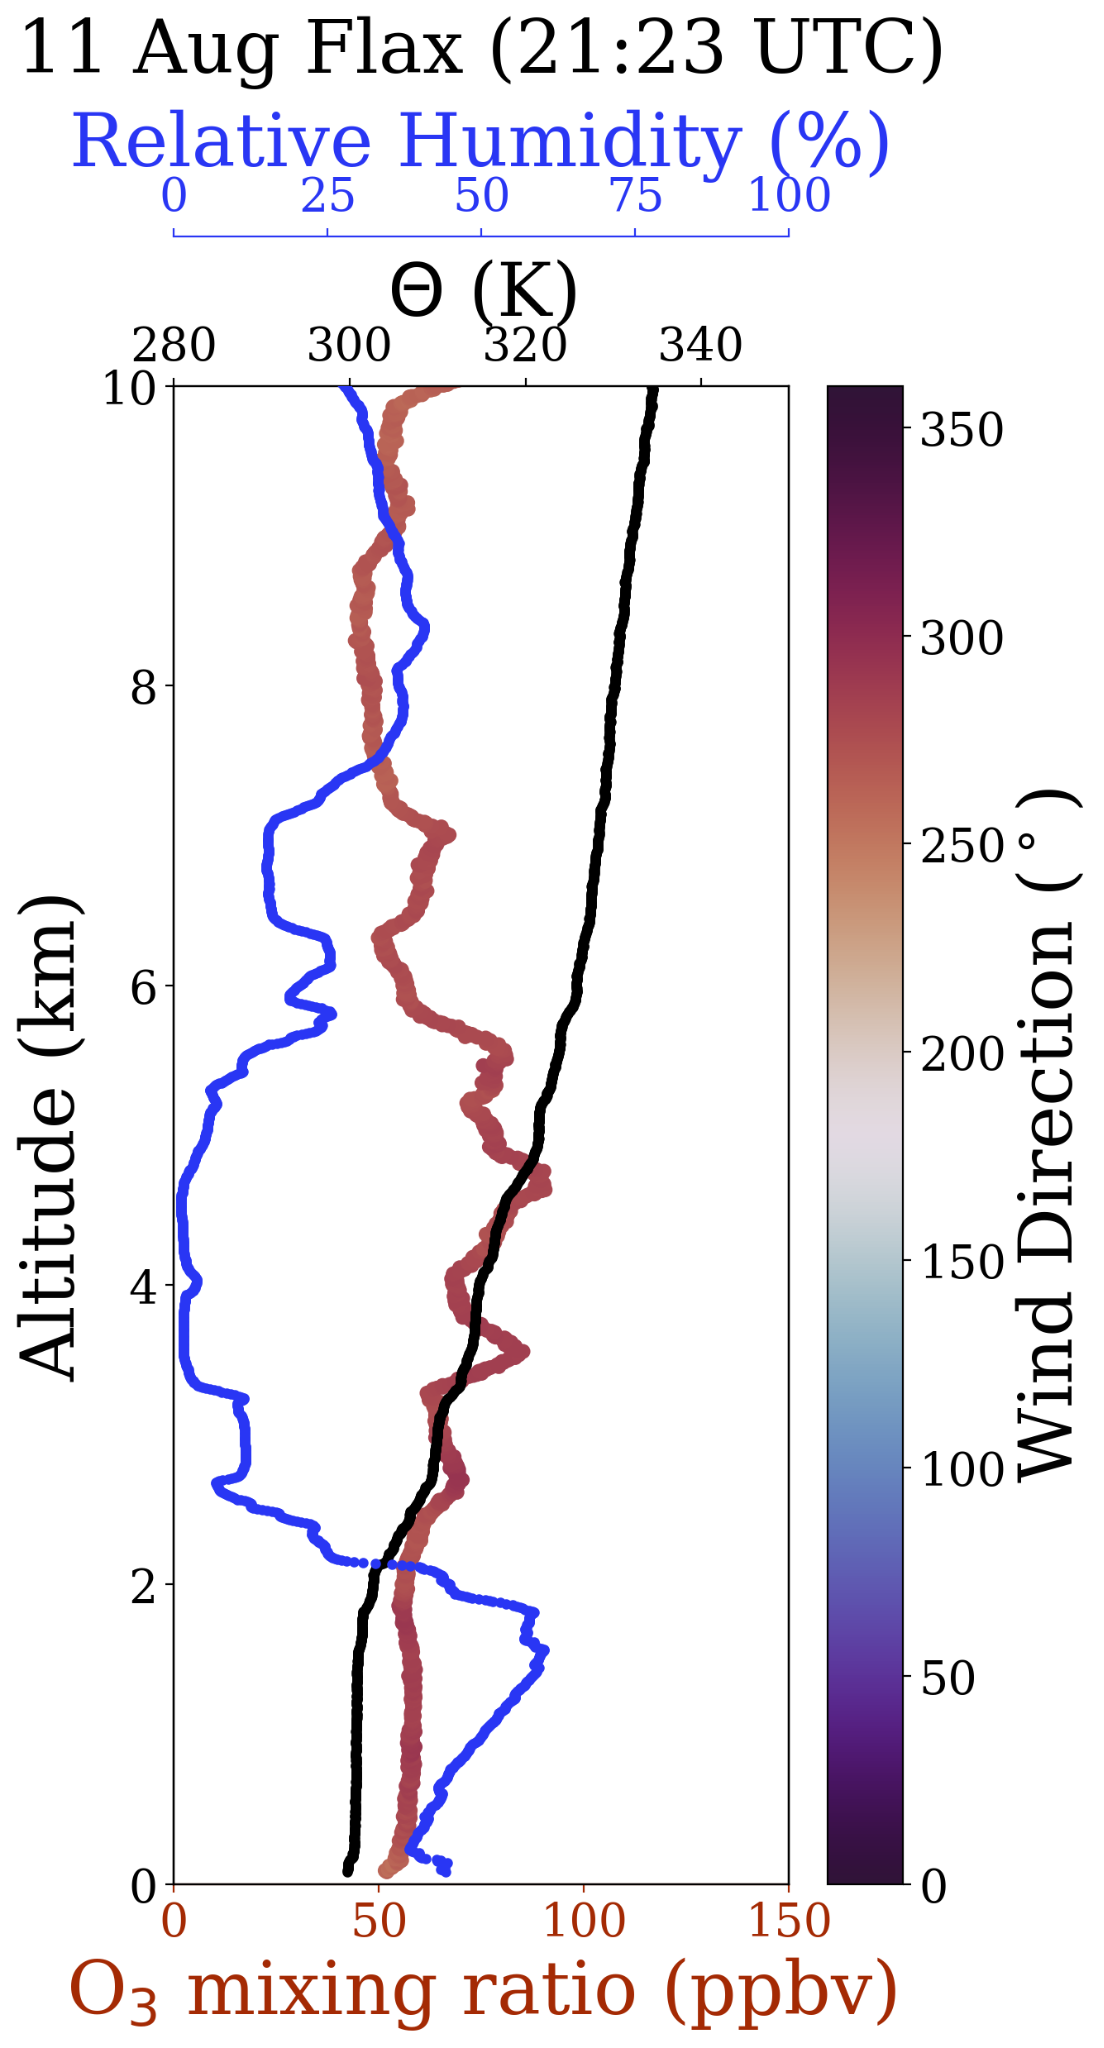 11 Aug Flax (21:23 UTC)
Relative Humidity (%)
0 25 50 75 100
Θ (K)
280 300 320 340
10
8
6
4
2
0
Altitude (km)
0 50 100 150
O₃ mixing ratio (ppbv)
350
300
250
200
150
100
50
0
Wind Direction (°)